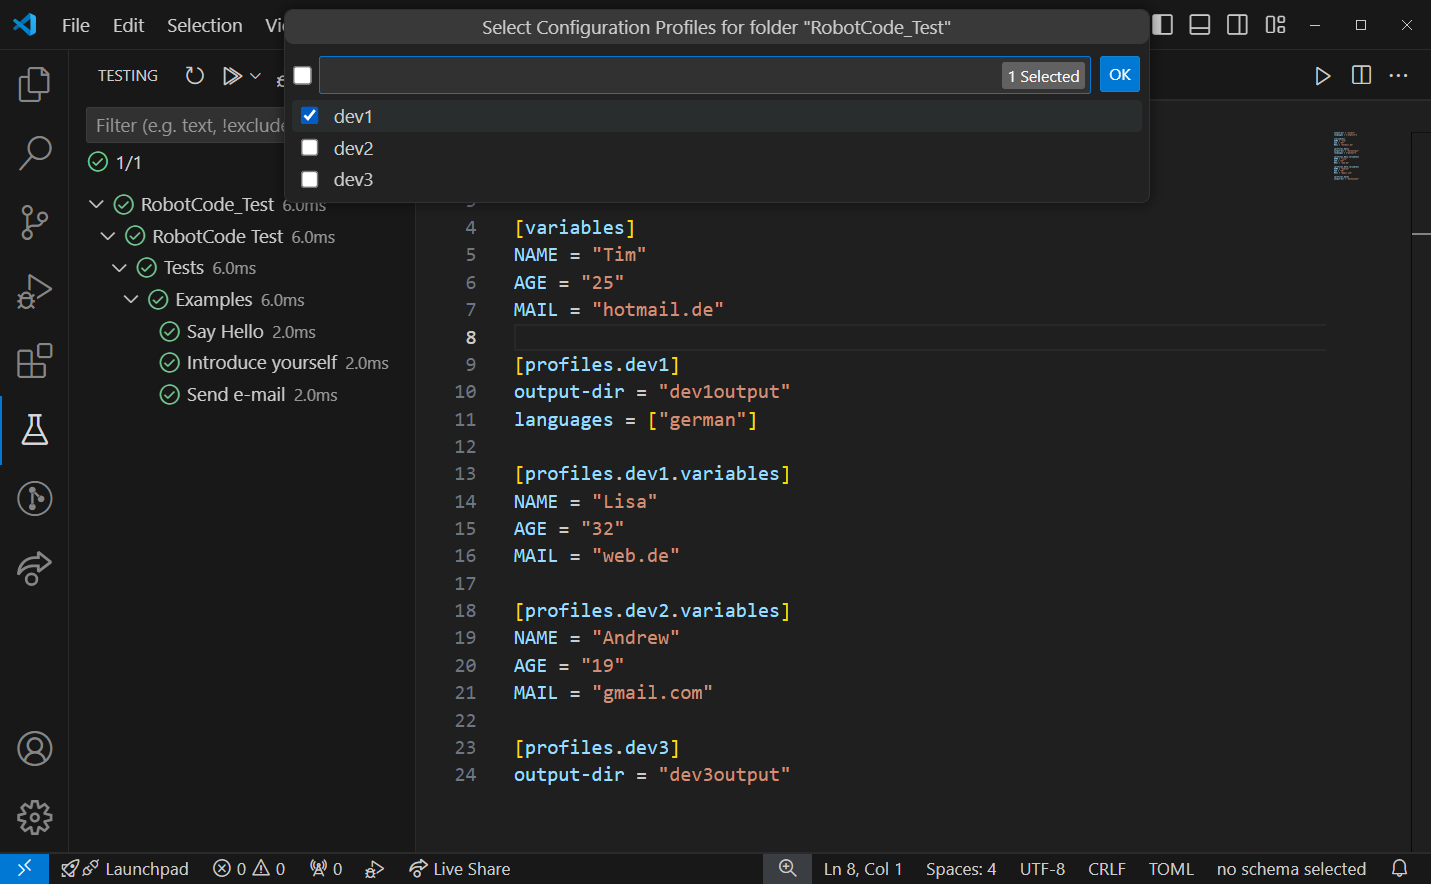 File Edit Selection
Select Configuration Profiles for folder "RobotCode_Test"
TESTING
1 Selected
OK
dev1
dev2
dev3
Filter (e.g. text, !exclude
1/1
RobotCode_Test 6.0ms
RobotCode Test 6.0ms
Tests 6.0ms
Examples 6.0ms
Say Hello 2.0ms
Introduce yourself 2.0ms
Send e-mail 2.0ms
4 [variables]
5 NAME = "Tim"
6 AGE = "25"
7 MAIL = "hotmail.de"
8
9 [profiles.dev1]
10 output-dir = "dev1output"
11 languages = ["german"]
12
13 [profiles.dev1.variables]
14 NAME = "Lisa"
15 AGE = "32"
16 MAIL = "web.de"
17
18 [profiles.dev2.variables]
19 NAME = "Andrew"
20 AGE = "19"
21 MAIL = "gmail.com"
22
23 [profiles.dev3]
24 output-dir = "dev3output"
Launchpad 0 0 0 Live Share Ln 8, Col 1 Spaces: 4 UTF-8 CRLF TOML no schema selected